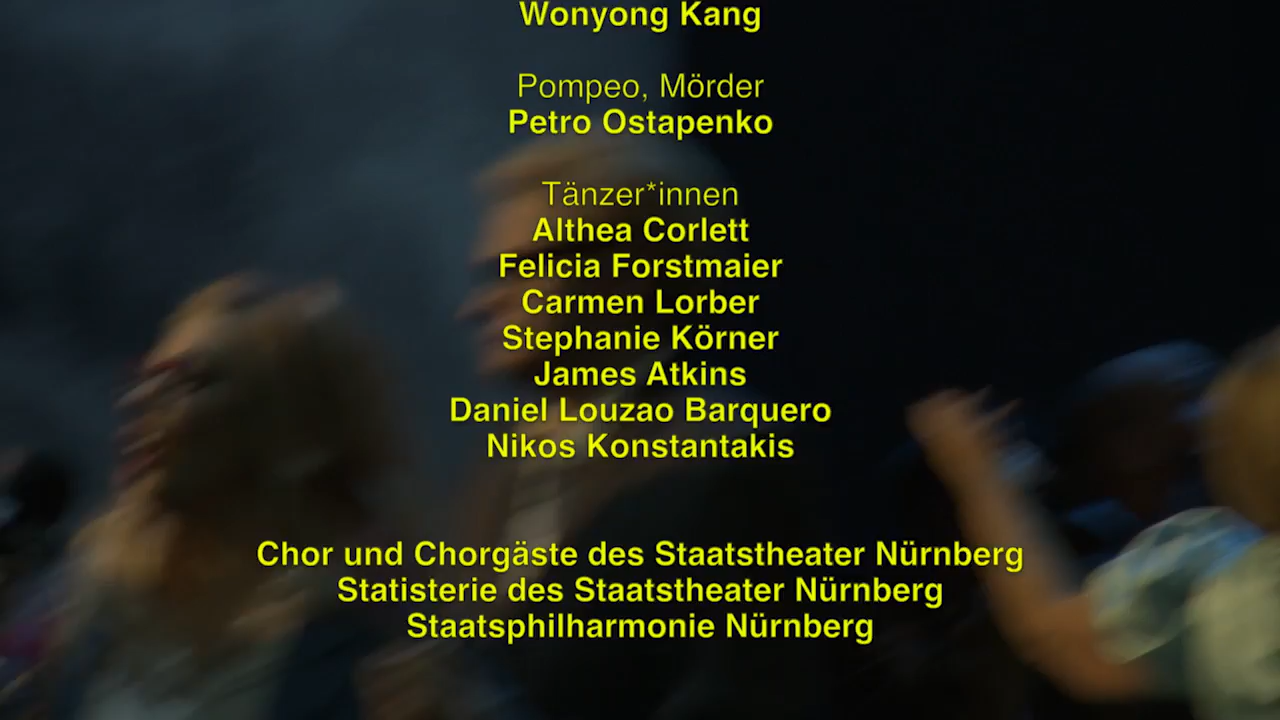 Wonyong Kang
Pompeo, Mörder
Petro Ostapenko
Tänzer*innen
Althea Corlett
Felicia Forstmaier
Carmen Lorber
Stephanie Körner
James Atkins
Daniel Louzao Barquero
Nikos Konstantakis
Chor und Chorgäste des Staatstheater Nürnberg
Statisterie des Staatstheater Nürnberg
Staatsphilharmonie Nürnberg